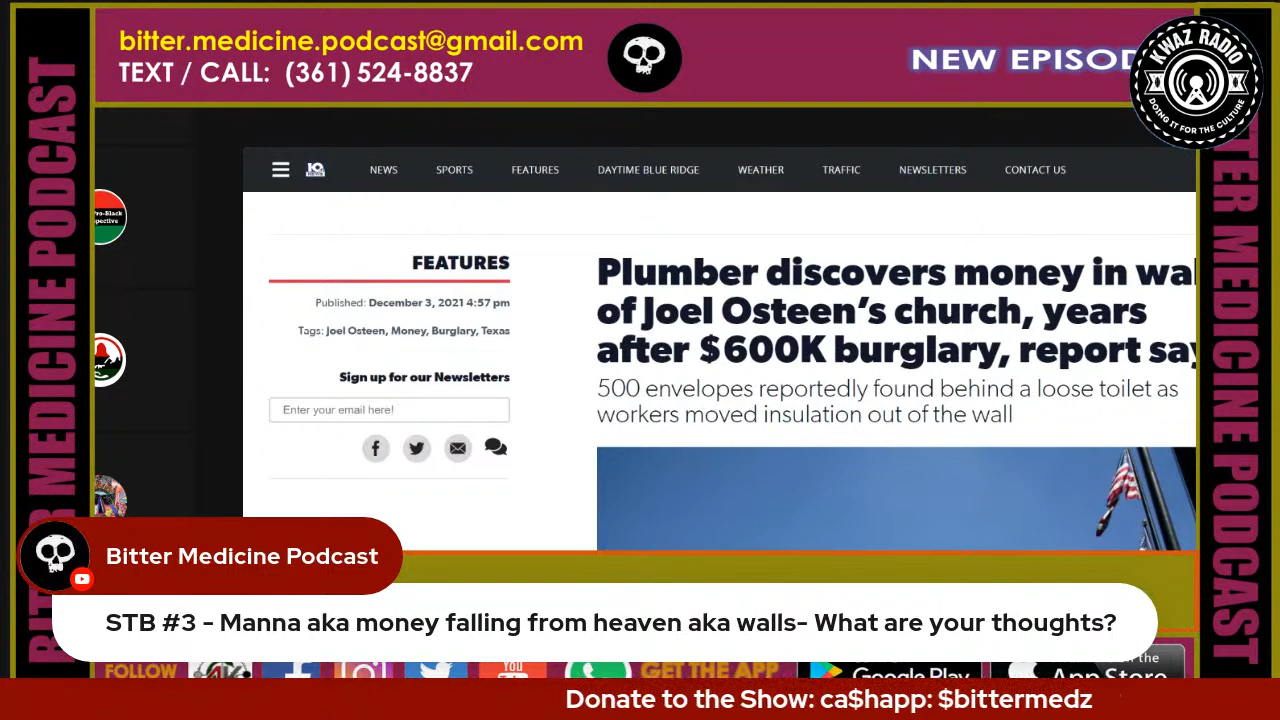 bitter.medicine.podcast@gmail.com
TEXT / CALL: (361) 524-8837
NEW EPISOD
KWAZ RADIO
DOING IT FOR THE CULTURE
BITTER MEDICINE PODCAST
TTER MEDICINE PODCAST
NEWS SPORTS FEATURES DAYTIME BLUE RIDGE WEATHER TRAFFIC NEWSLETTERS CONTACT US
ro-Black
pective
FEATURES
Published: December 3, 2021 4:57 pm
Tags: Joel Osteen, Money, Burglary, Texas
Sign up for our Newsletters
Enter your email here!
Plumber discovers money in wal
of Joel Osteen's church, years
after $600K burglary, report say
500 envelopes reportedly found behind a loose toilet as
workers moved insulation out of the wall
Bitter Medicine Podcast
STB #3 - Manna aka money falling from heaven aka walls- What are your thoughts?
FOLLOW
You
GET THE APP
Google Play
the
App Store
Donate to the Show: ca$happ: $bittermedz